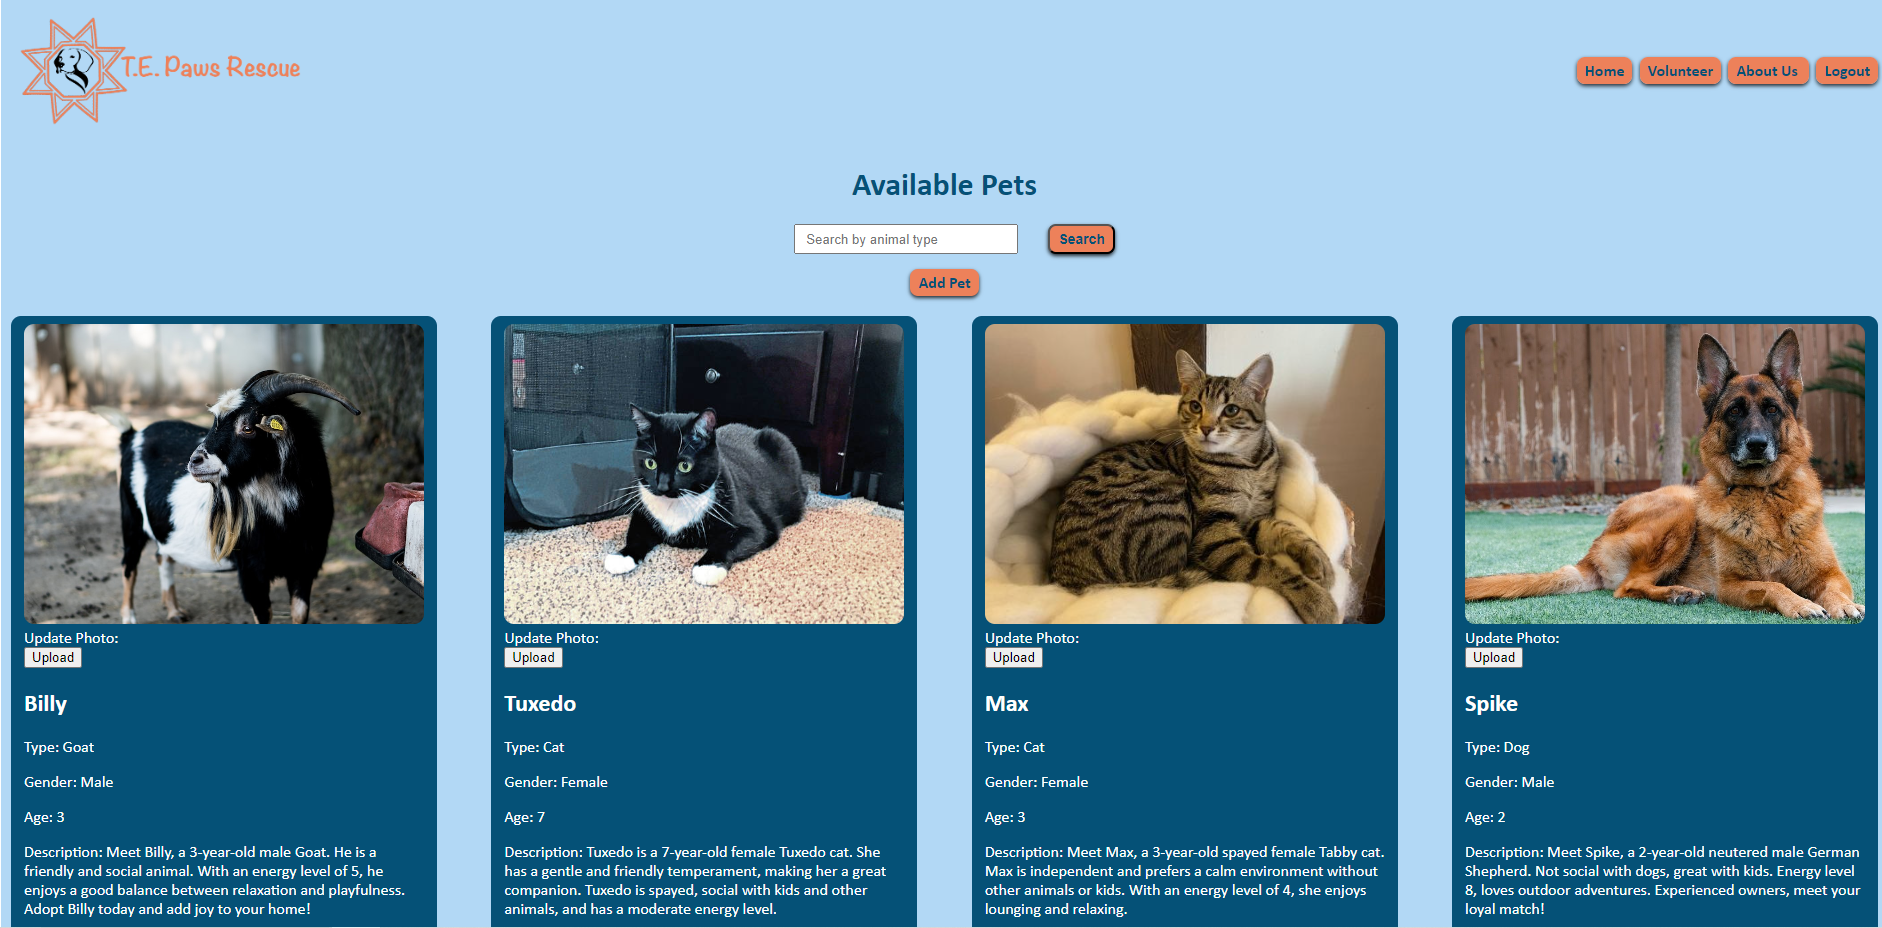 T.E. Paws Rescue
Home
Volunteer
About Us
Logout
Available Pets
Search by animal type
Search
Add Pet
Update Photo:
Upload
Billy
Type: Goat
Gender: Male
Age: 3
Description: Meet Billy, a 3-year-old male Goat. He is a
friendly and social animal. With an energy level of 5, he
enjoys a good balance between relaxation and playfulness.
Adopt Billy today and add joy to your home!
Update Photo:
Upload
Tuxedo
Type: Cat
Gender: Female
Age: 7
Description: Tuxedo is a 7-year-old female Tuxedo cat. She
has a gentle and friendly temperament, making her a great
companion. Tuxedo is spayed, social with kids and other
animals, and has a moderate energy level.
Update Photo:
Upload
Max
Type: Cat
Gender: Female
Age: 3
Description: Meet Max, a 3-year-old spayed female Tabby cat.
Max is independent and prefers a calm environment without
other animals or kids. With an energy level of 4, she enjoys
lounging and relaxing.
Update Photo:
Upload
Spike
Type: Dog
Gender: Male
Age: 2
Description: Meet Spike, a 2-year-old neutered male German
Shepherd. Not social with dogs, great with kids. Energy level
8, loves outdoor adventures. Experienced owners, meet your
loyal match!